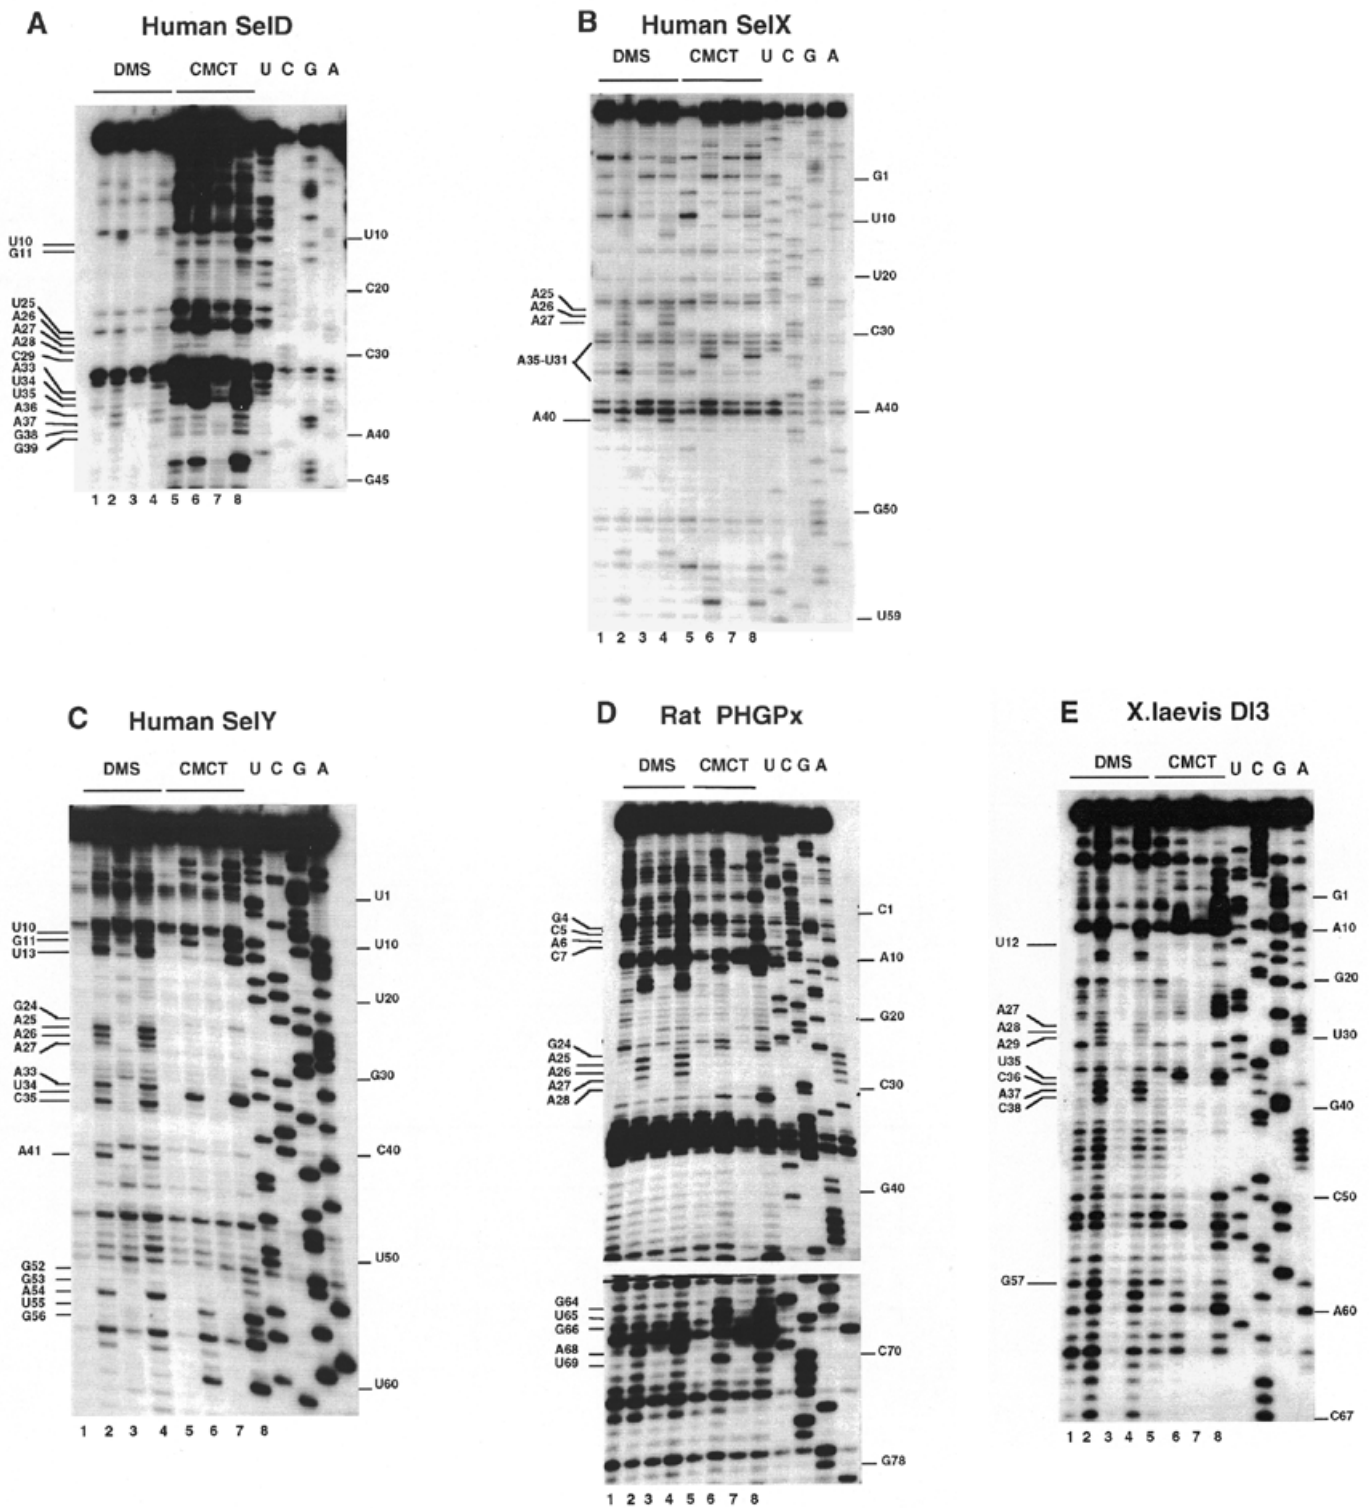 A
Human SelD
DMS CMCT U C G A
U10
G11
U25
A26
A27
A28
C29
A33
U34
U35
A36
A37
G38
G39
U10
C20
C30
A40
G45
1 2 3 4 5 6 7 8
B
Human SelX
DMS CMCT U C G A
A25
A26
A27
A35-U31
A40
G1
U10
U20
C30
A40
G50
U59
1 2 3 4 5 6 7 8
C
Human SelY
DMS CMCT U C G A
U10
G11
U13
G24
A25
A26
A27
A33
U34
C35
A41
G52
G53
A54
U55
G56
U1
U10
U20
G30
C40
U50
U60
1 2 3 4 5 6 7 8
D
Rat PHGPx
DMS CMCT U C G A
G4
C5
A6
C7
G24
A25
A26
A27
A28
G64
U65
G66
A68
U69
C1
A10
G20
C30
G40
C70
G78
1 2 3 4 5 6 7 8
E
X.laevis DI3
DMS CMCT U C G A
U12
A27
A28
A29
U35
C36
A37
C38
G57
G1
A10
G20
U30
G40
C50
A60
C67
1 2 3 4 5 6 7 8